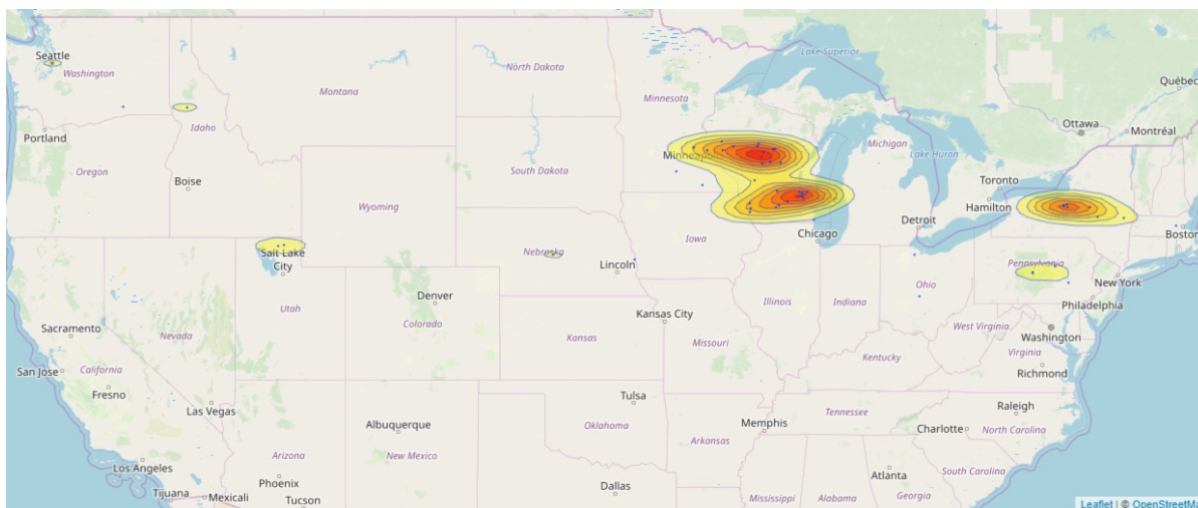 Seattle
Washington
Montana
North Dakota
Minnesota
Lake Superior
Québec
Portland
Idaho
Ottawa
Montréal
Oregon
Boise
South Dakota
Minneap
Michigan
Lake Huron
Toronto
Hamilton
Wyoming
Detroit
Boston
Salt Lake
City
Nebraska
Iowa
Chicago
Lincoln
Pennsylvania
New York
Sacramento
Nevada
Utah
Denver
Colorado
Illinois
Indiana
Ohio
Philadelphia
San Jose
California
Kansas City
Kansas
Missouri
West Virginia
Washington
Virginia
Fresno
Kentucky
Richmond
Las Vegas
Tulsa
Albuquerque
Oklahoma
Memphis
Tennessee
Raleigh
Charlotte
North Carolina
Los Angeles
Arizona
New Mexico
Arkansas
Atlanta
South Carolina
Tijuana
Mexicali
Phoenix
Tucson
Dallas
Mississippi
Alabama
Georgia
Leaflet | © OpenStreetMa